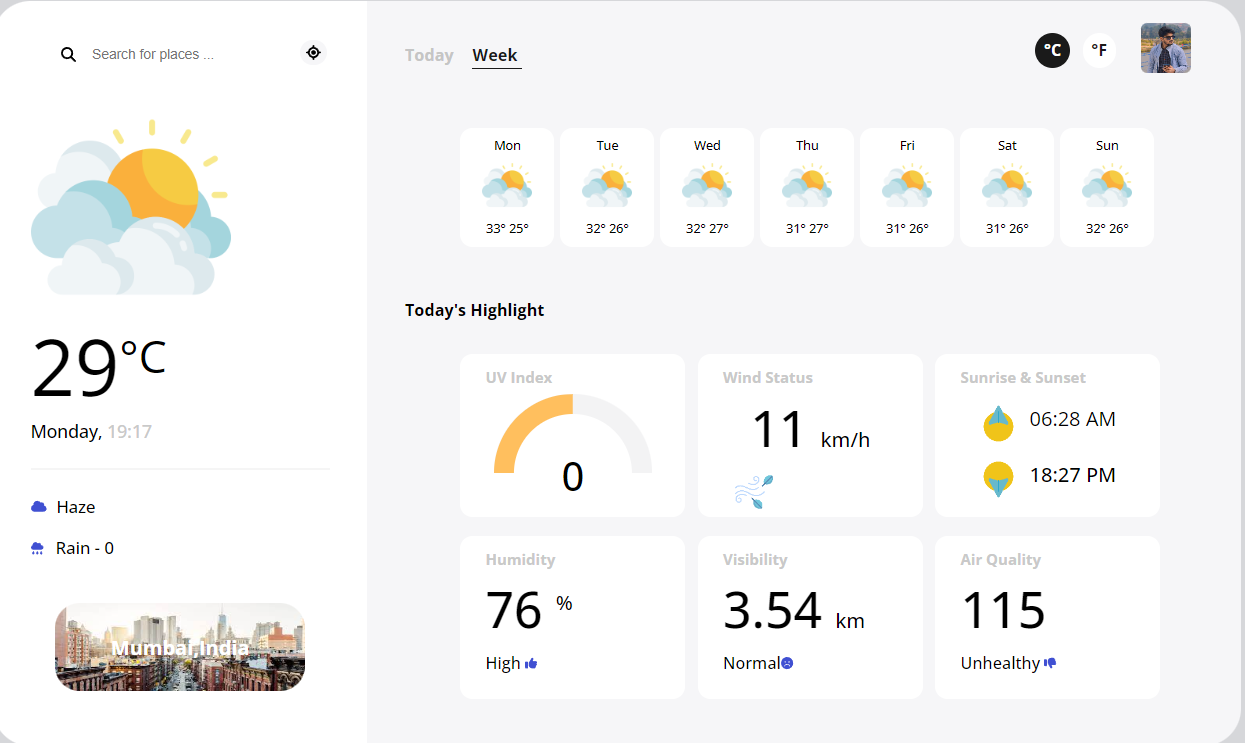 Search for places ...
29°C
Monday, 19:17
Haze
Rain - 0
Mumbai,India
Today Week
°C °F
Mon Tue Wed Thu Fri Sat Sun
33° 25° 32° 26° 32° 27° 31° 27° 31° 26° 31° 26° 32° 26°
Today's Highlight
UV Index
0
Wind Status
11 km/h
Sunrise & Sunset
06:28 AM
18:27 PM
Humidity
76 %
High
Visibility
3.54 km
Normal
Air Quality
115
Unhealthy